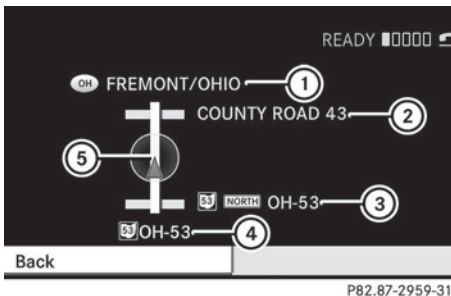 READY
OH FREMONT/OHIO 1
COUNTY ROAD 43 2
5
53 NORTH OH-53 3
53 OH-53 4
Back
P82.87-2959-31